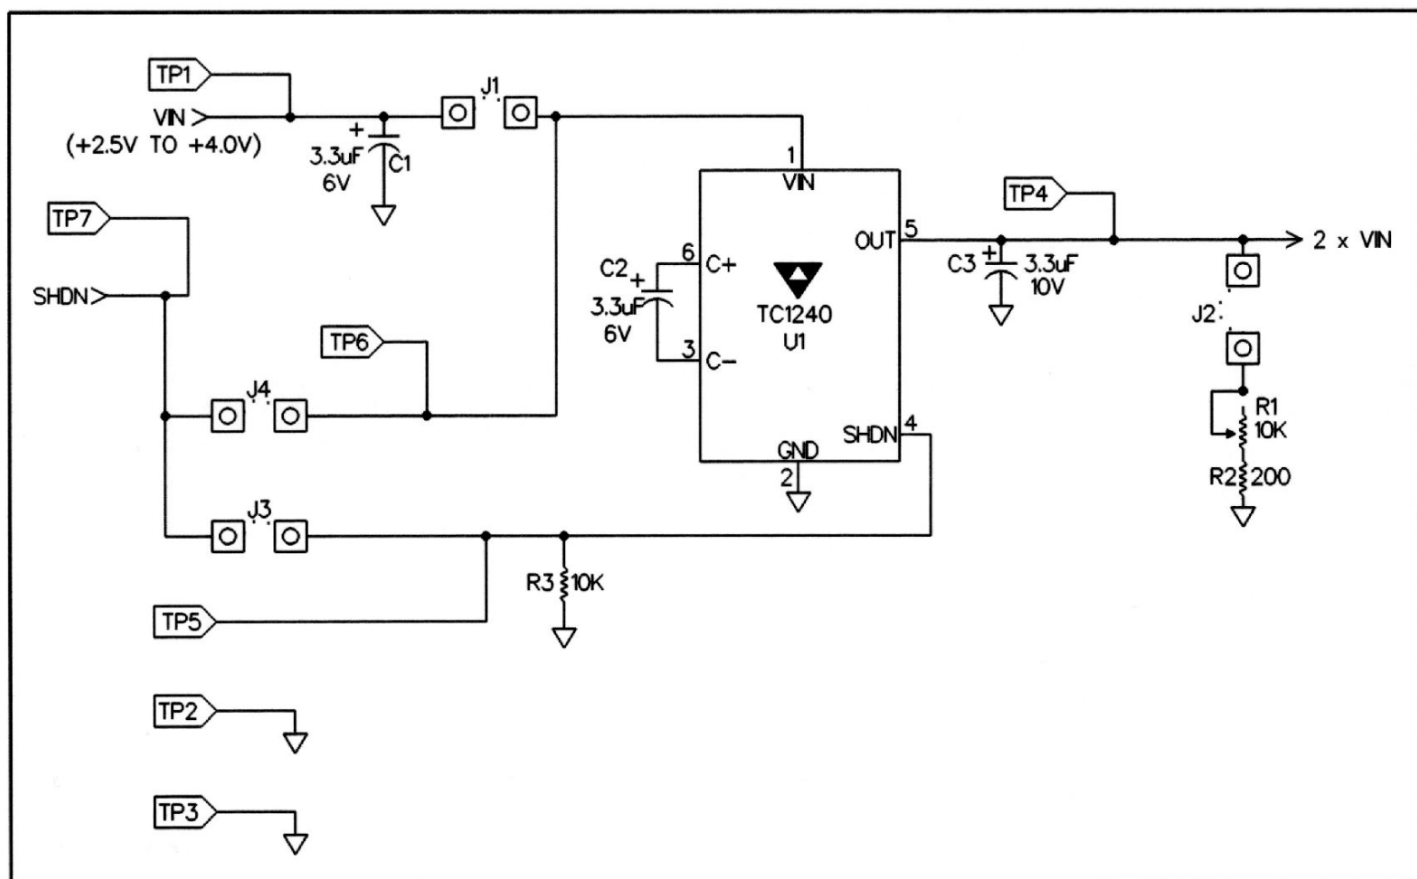 TP1
J1
VIN
(+2.5V TO +4.0V)
+
3.3uF
6V
C1
1
VIN
TP7
SHDN
TP4
OUT
5
2 x VIN
C2
+
3.3uF
6V
6
C+
3
C-
TC1240
U1
C3
+
3.3uF
10V
J2
TP6
J4
SHDN
4
GND
2
R1
10K
R2
200
J3
R3
10K
TP5
TP2
TP3